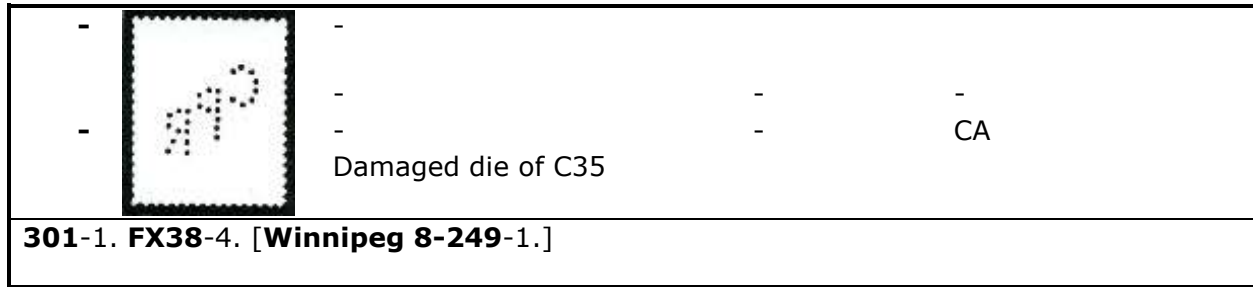 - -
- - -
- - - CA
Damaged die of C35
301-1. FX38-4. [Winnipeg 8-249-1.]